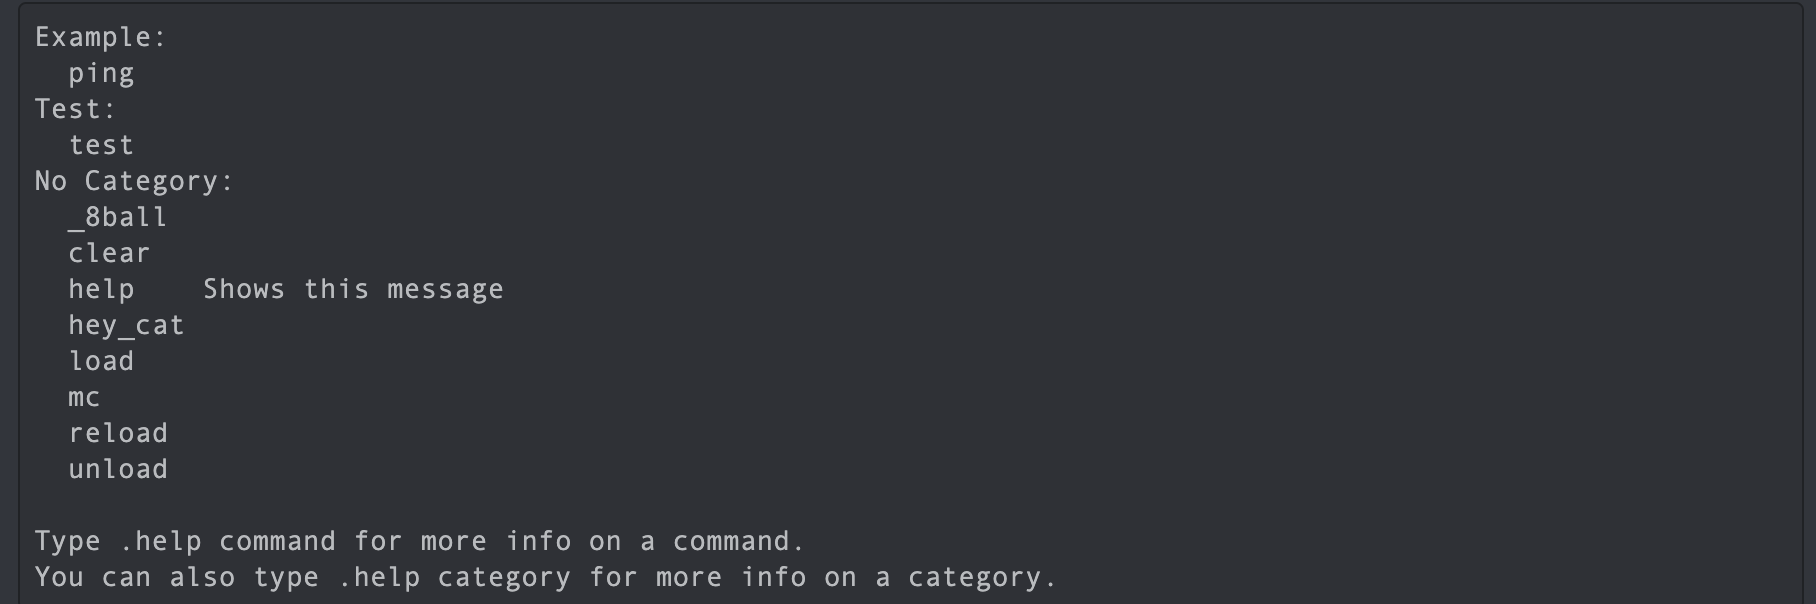 Example:
  ping
Test:
  test
No Category:
  _8ball
  clear
  help    Shows this message
  hey_cat
  load
  mc
  reload
  unload

Type .help command for more info on a command.
You can also type .help category for more info on a category.